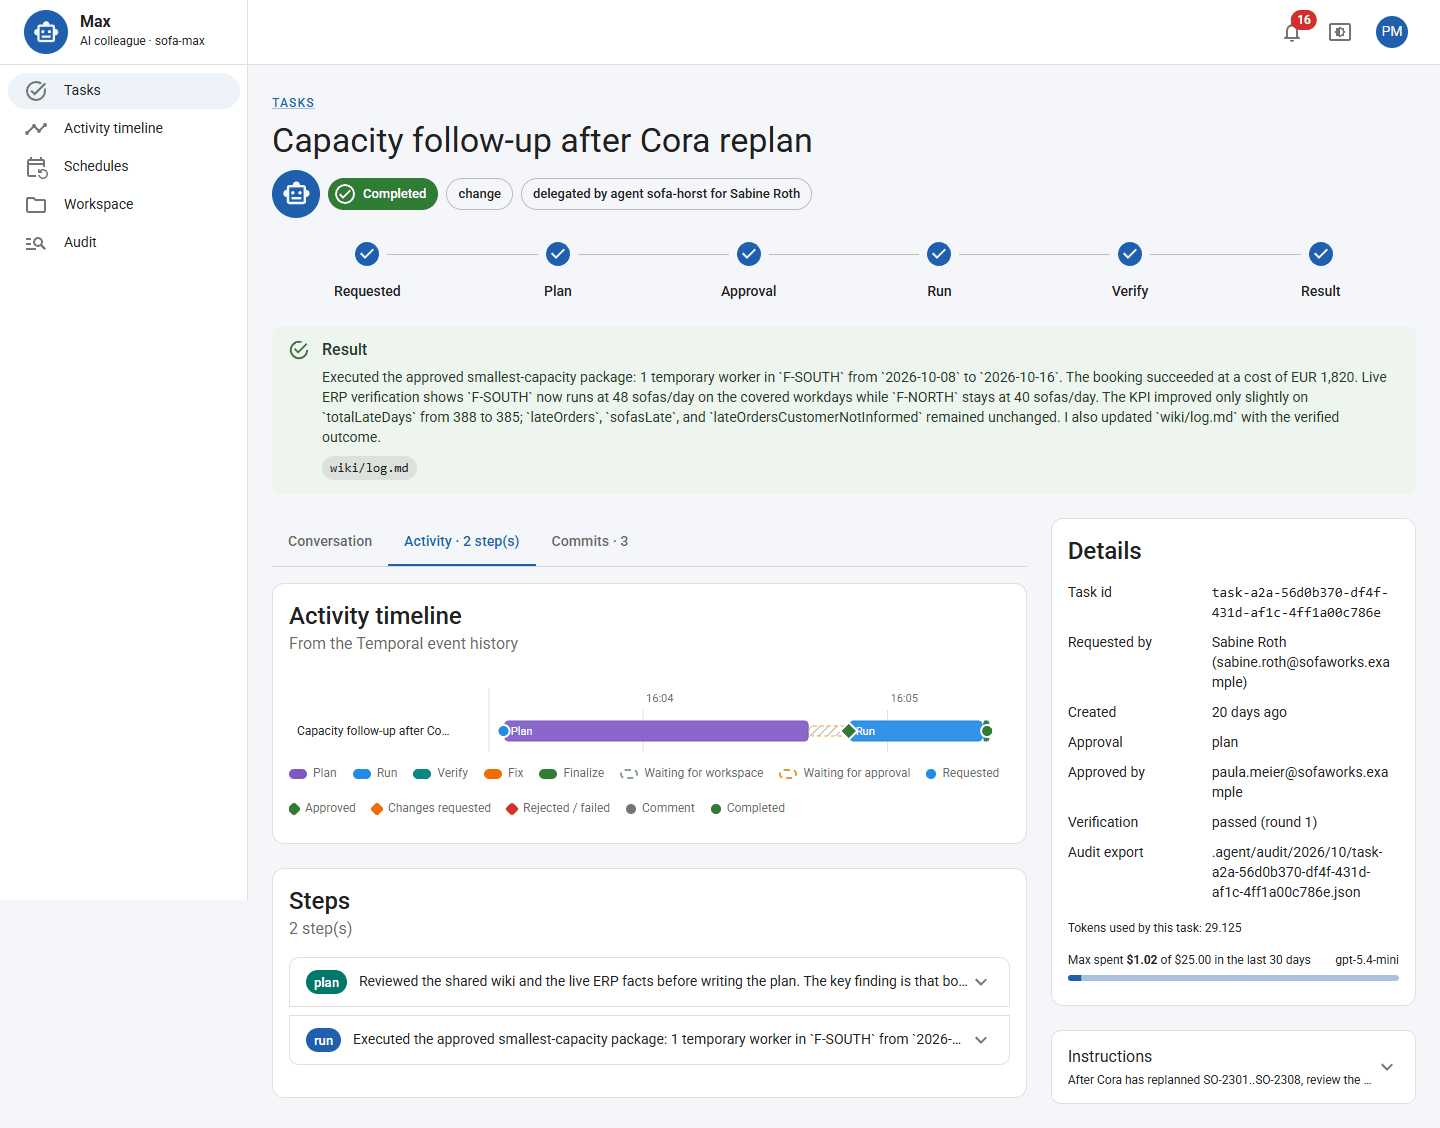 Max
AI colleague · sofa-max
16
PM
Tasks
Activity timeline
Schedules
Workspace
Audit
TASKS
Capacity follow-up after Cora replan
Completed
change
delegated by agent sofa-horst for Sabine Roth
Requested
Plan
Approval
Run
Verify
Result
Result
Executed the approved smallest-capacity package: 1 temporary worker in `F-SOUTH` from `2026-10-08` to `2026-10-16`. The booking succeeded at a cost of EUR 1,820. Live
ERP verification shows `F-SOUTH` now runs at 48 sofas/day on the covered workdays while `F-NORTH` stays at 40 sofas/day. The KPI improved only slightly on
`totalLateDays` from 388 to 385; `lateOrders`, `sofasLate`, and `lateOrdersCustomerNotInformed` remained unchanged. I also updated `wiki/log.md` with the verified
outcome.
wiki/log.md
Conversation
Activity · 2 step(s)
Commits · 3
Activity timeline
From the Temporal event history
16:04
16:05
Capacity follow-up after Co...
Plan
Run
Plan
Run
Verify
Fix
Finalize
Waiting for workspace
Waiting for approval
Requested
Approved
Changes requested
Rejected / failed
Comment
Completed
Steps
2 step(s)
plan
Reviewed the shared wiki and the live ERP facts before writing the plan. The key finding is that bo...
run
Executed the approved smallest-capacity package: 1 temporary worker in `F-SOUTH` from `2026-...
Details
Task id
task-a2a-56d0b370-df4f-
431d-af1c-4ff1a00c786e
Requested by
Sabine Roth
(sabine.roth@sofaworks.exa
mple)
Created
20 days ago
Approval
plan
Approved by
paula.meier@sofaworks.exa
mple
Verification
passed (round 1)
Audit export
.agent/audit/2026/10/task-
a2a-56d0b370-df4f-431d-
af1c-4ff1a00c786e.json
Tokens used by this task: 29.125
Max spent $1.02 of $25.00 in the last 30 days
gpt-5.4-mini
Instructions
After Cora has replanned SO-2301..SO-2308, review the ...